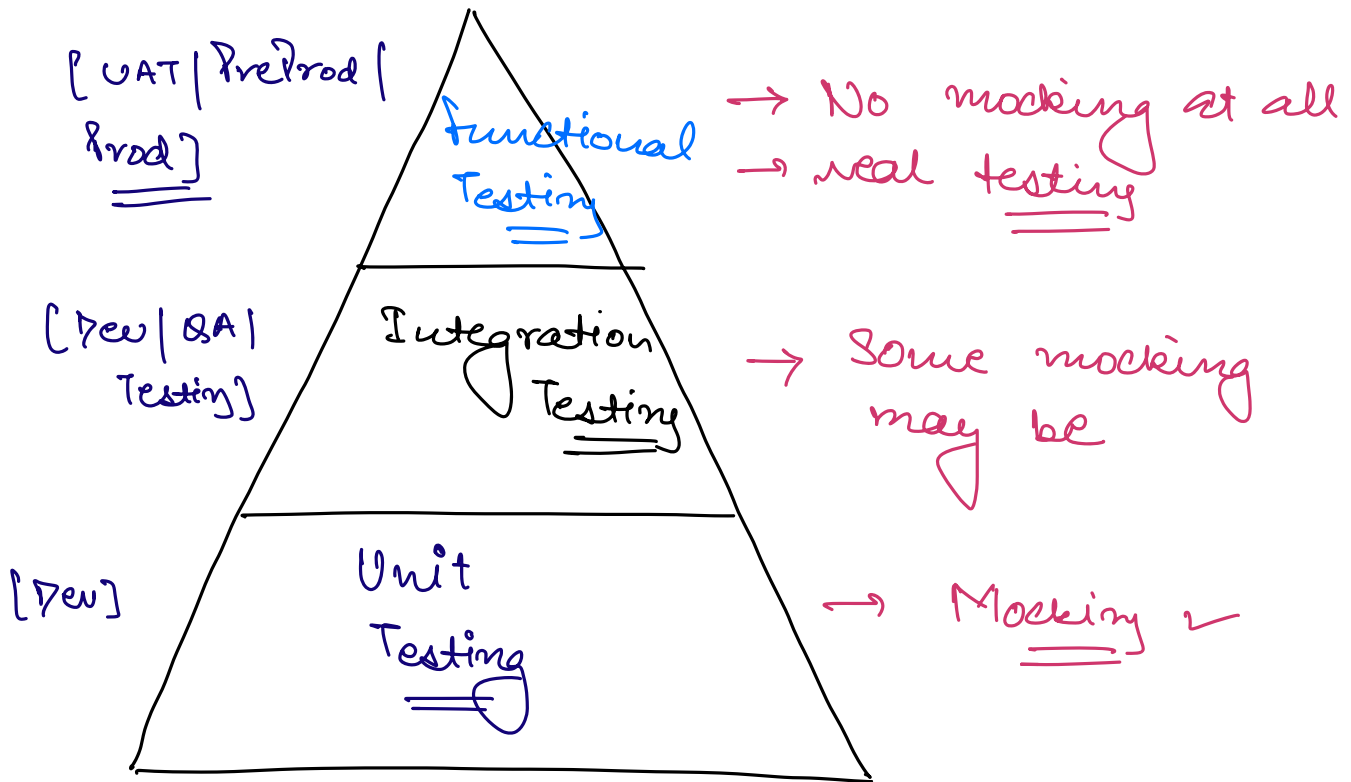 [UAT | PreProd |
Prod]
functional
Testing
→ No mocking at all
→ real testing
[Dev | QA |
Testing]
Integration
Testing
→ Some mocking
may be
[Dev]
Unit
Testing
→ Mocking ✓